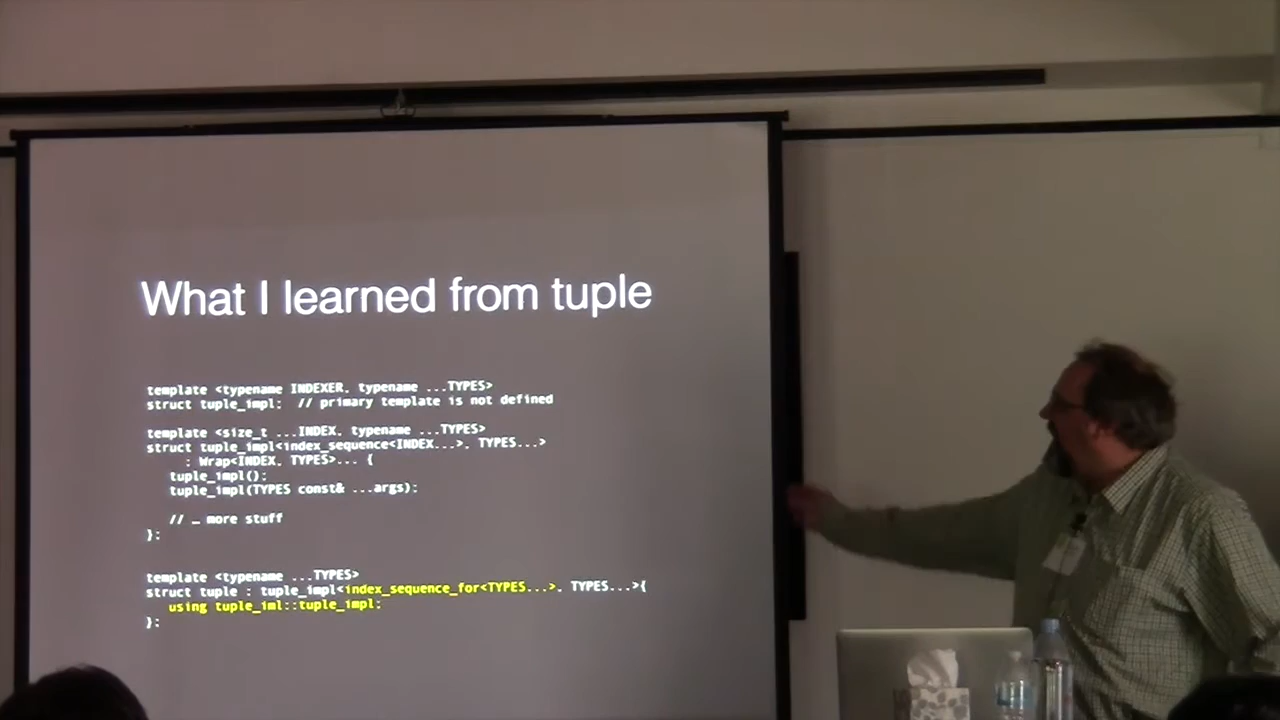 What I learned from tuple
template <typename INDEXER, typename ...TYPES>
struct tuple_impl;  // primary template is not defined
template <size_t ...INDEX, typename ...TYPES>
struct tuple_impl<index_sequence<INDEX...>, TYPES...>
: Wrap<INDEX, TYPES>... {
tuple_impl();
tuple_impl(TYPES const& ...args);
// … more stuff
};
template <typename ...TYPES>
struct tuple : tuple_impl<index_sequence_for<TYPES...>, TYPES...>{
using tuple_iml::tuple_impl;
};